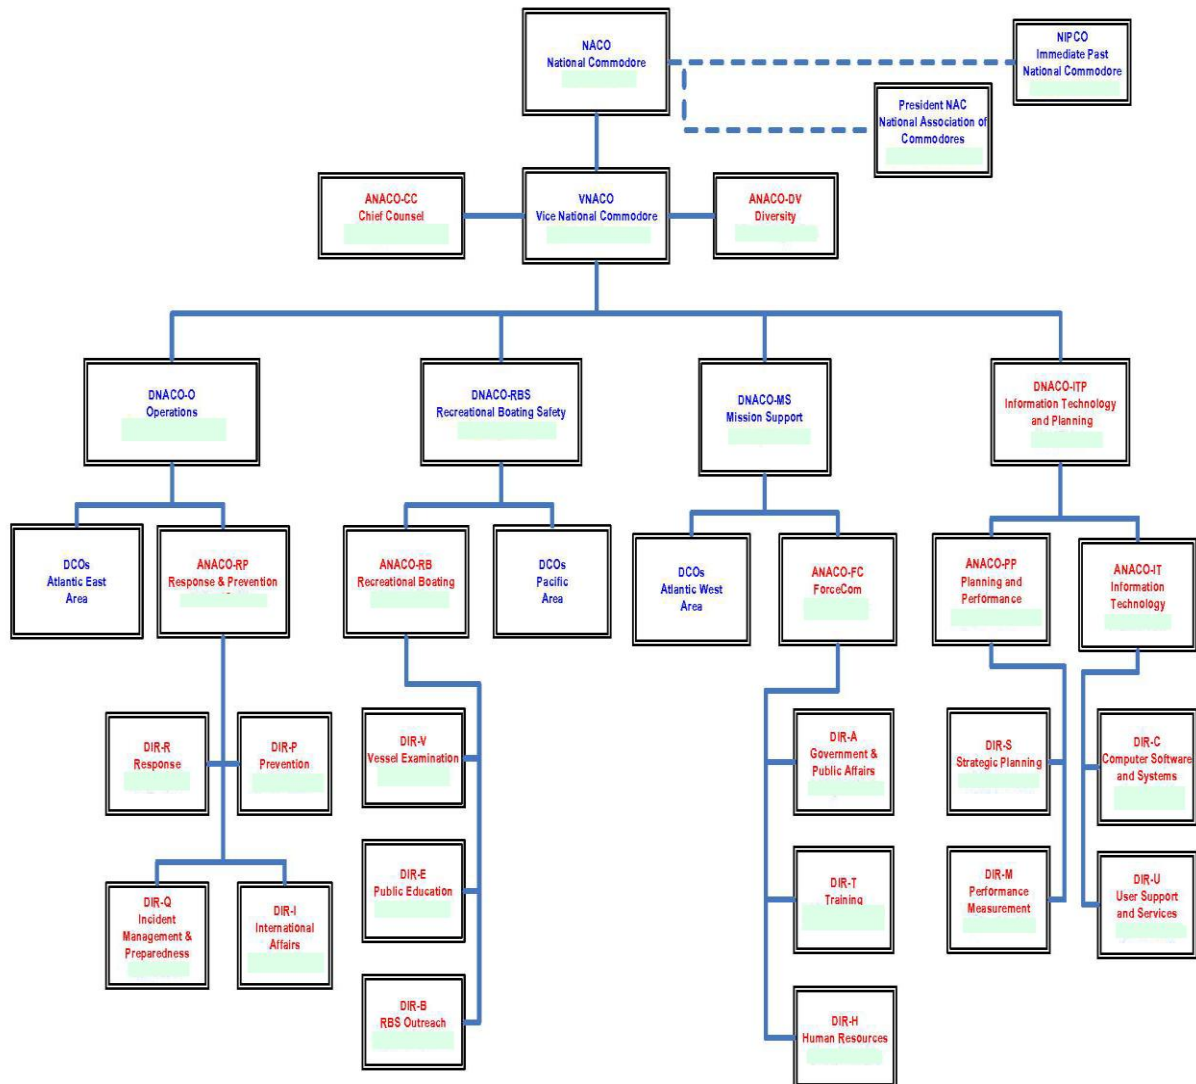 NACO
National Commodore
NIPCO
Immediate Past
National Commodore
President NAC
National Association of
Commodores
ANACO-CC
Chief Counsel
VNACO
Vice National Commodore
ANACO-DV
Diversity
DNACO-O
Operations
DNACO-RBS
Recreational Boating Safety
DNACO-MS
Mission Support
DNACO-ITP
Information Technology
and Planning
DCOs
Atlantic East
Area
ANACO-RP
Response & Prevention
ANACO-RB
Recreational Boating
DCOs
Pacific
Area
DCOs
Atlantic West
Area
ANACO-FC
ForceCom
ANACO-PP
Planning and
Performance
ANACO-IT
Information
Technology
DIR-R
Response
DIR-P
Prevention
DIR-V
Vessel Examination
DIR-A
Government &
Public Affairs
DIR-S
Strategic Planning
DIR-C
Computer Software
and Systems
DIR-Q
Incident
Management &
Preparedness
DIR-I
International
Affairs
DIR-E
Public Education
DIR-T
Training
DIR-M
Performance
Measurement
DIR-U
User Support
and Services
DIR-B
RBS Outreach
DIR-H
Human Resources